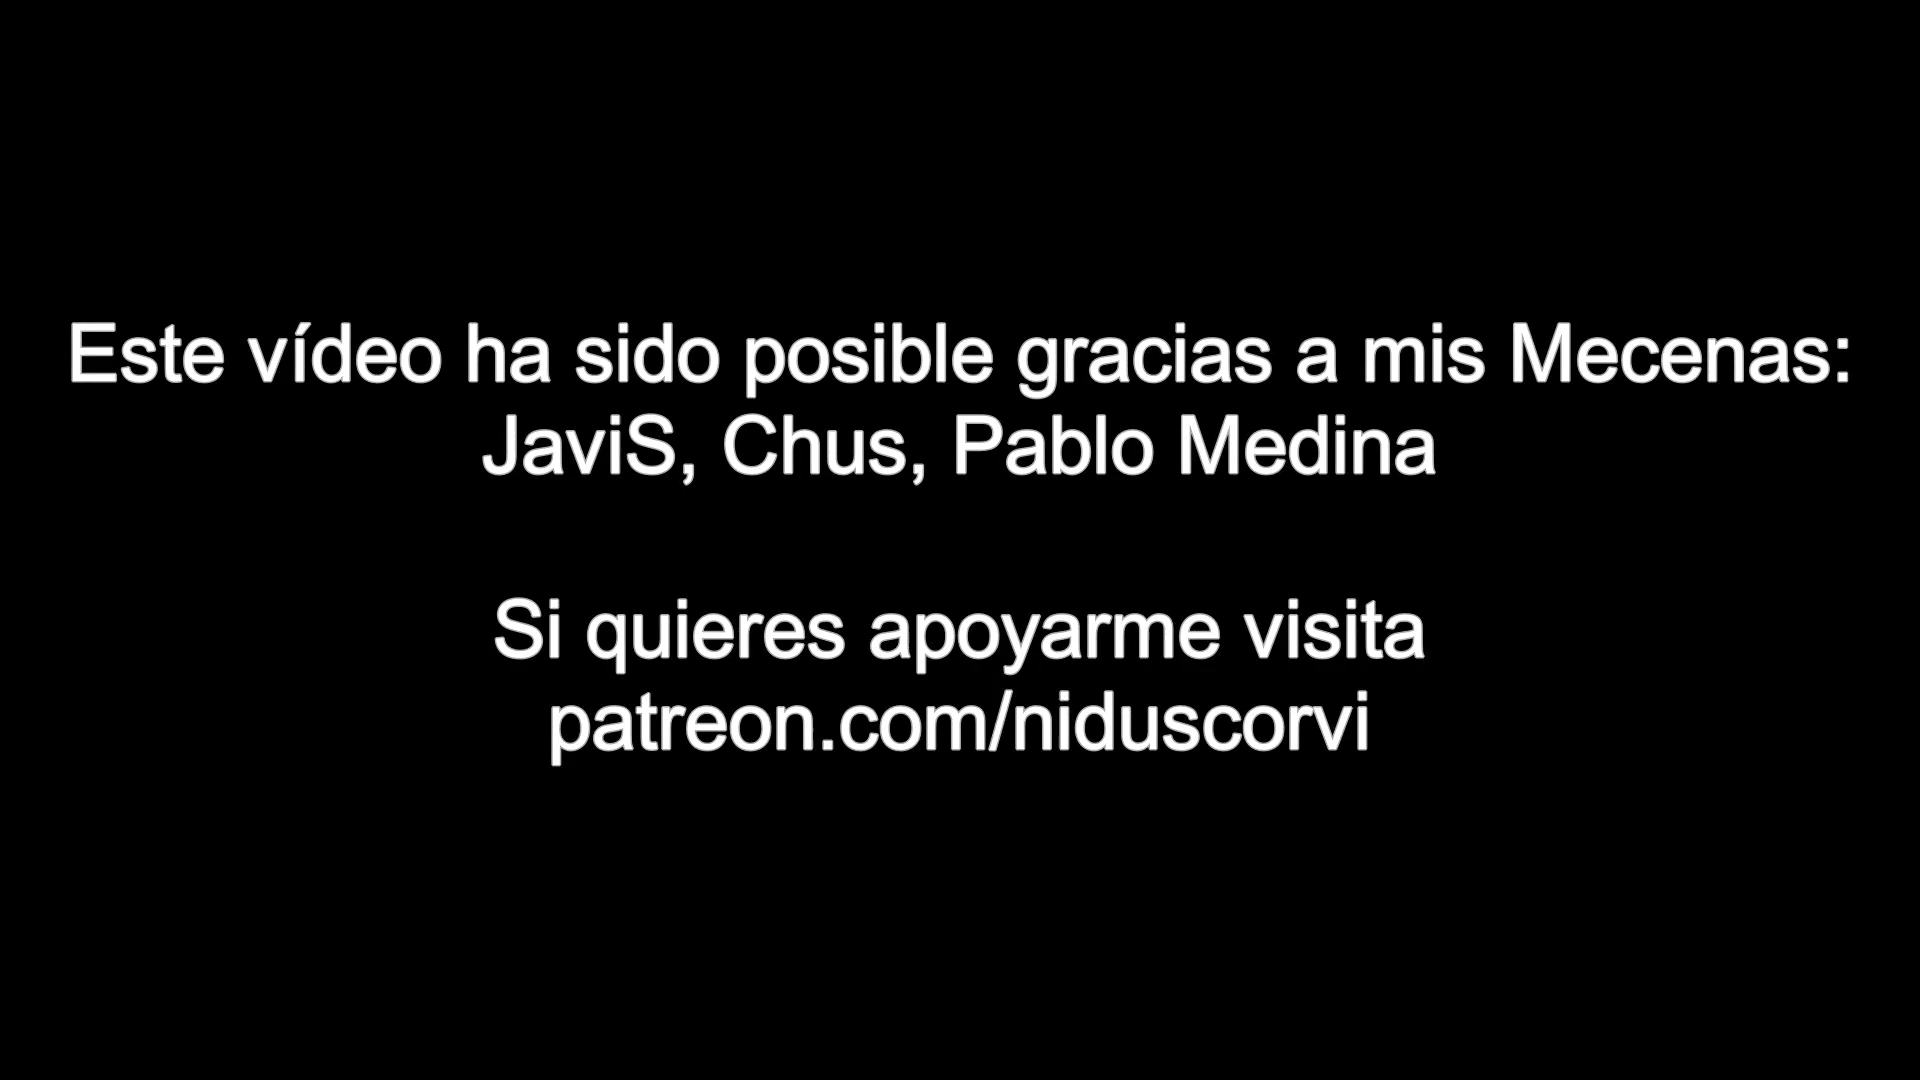 Este vídeo ha sido posible gracias a mis Mecenas:
JaviS, Chus, Pablo Medina
Si quieres apoyarme visita
patreon.com/niduscorvi